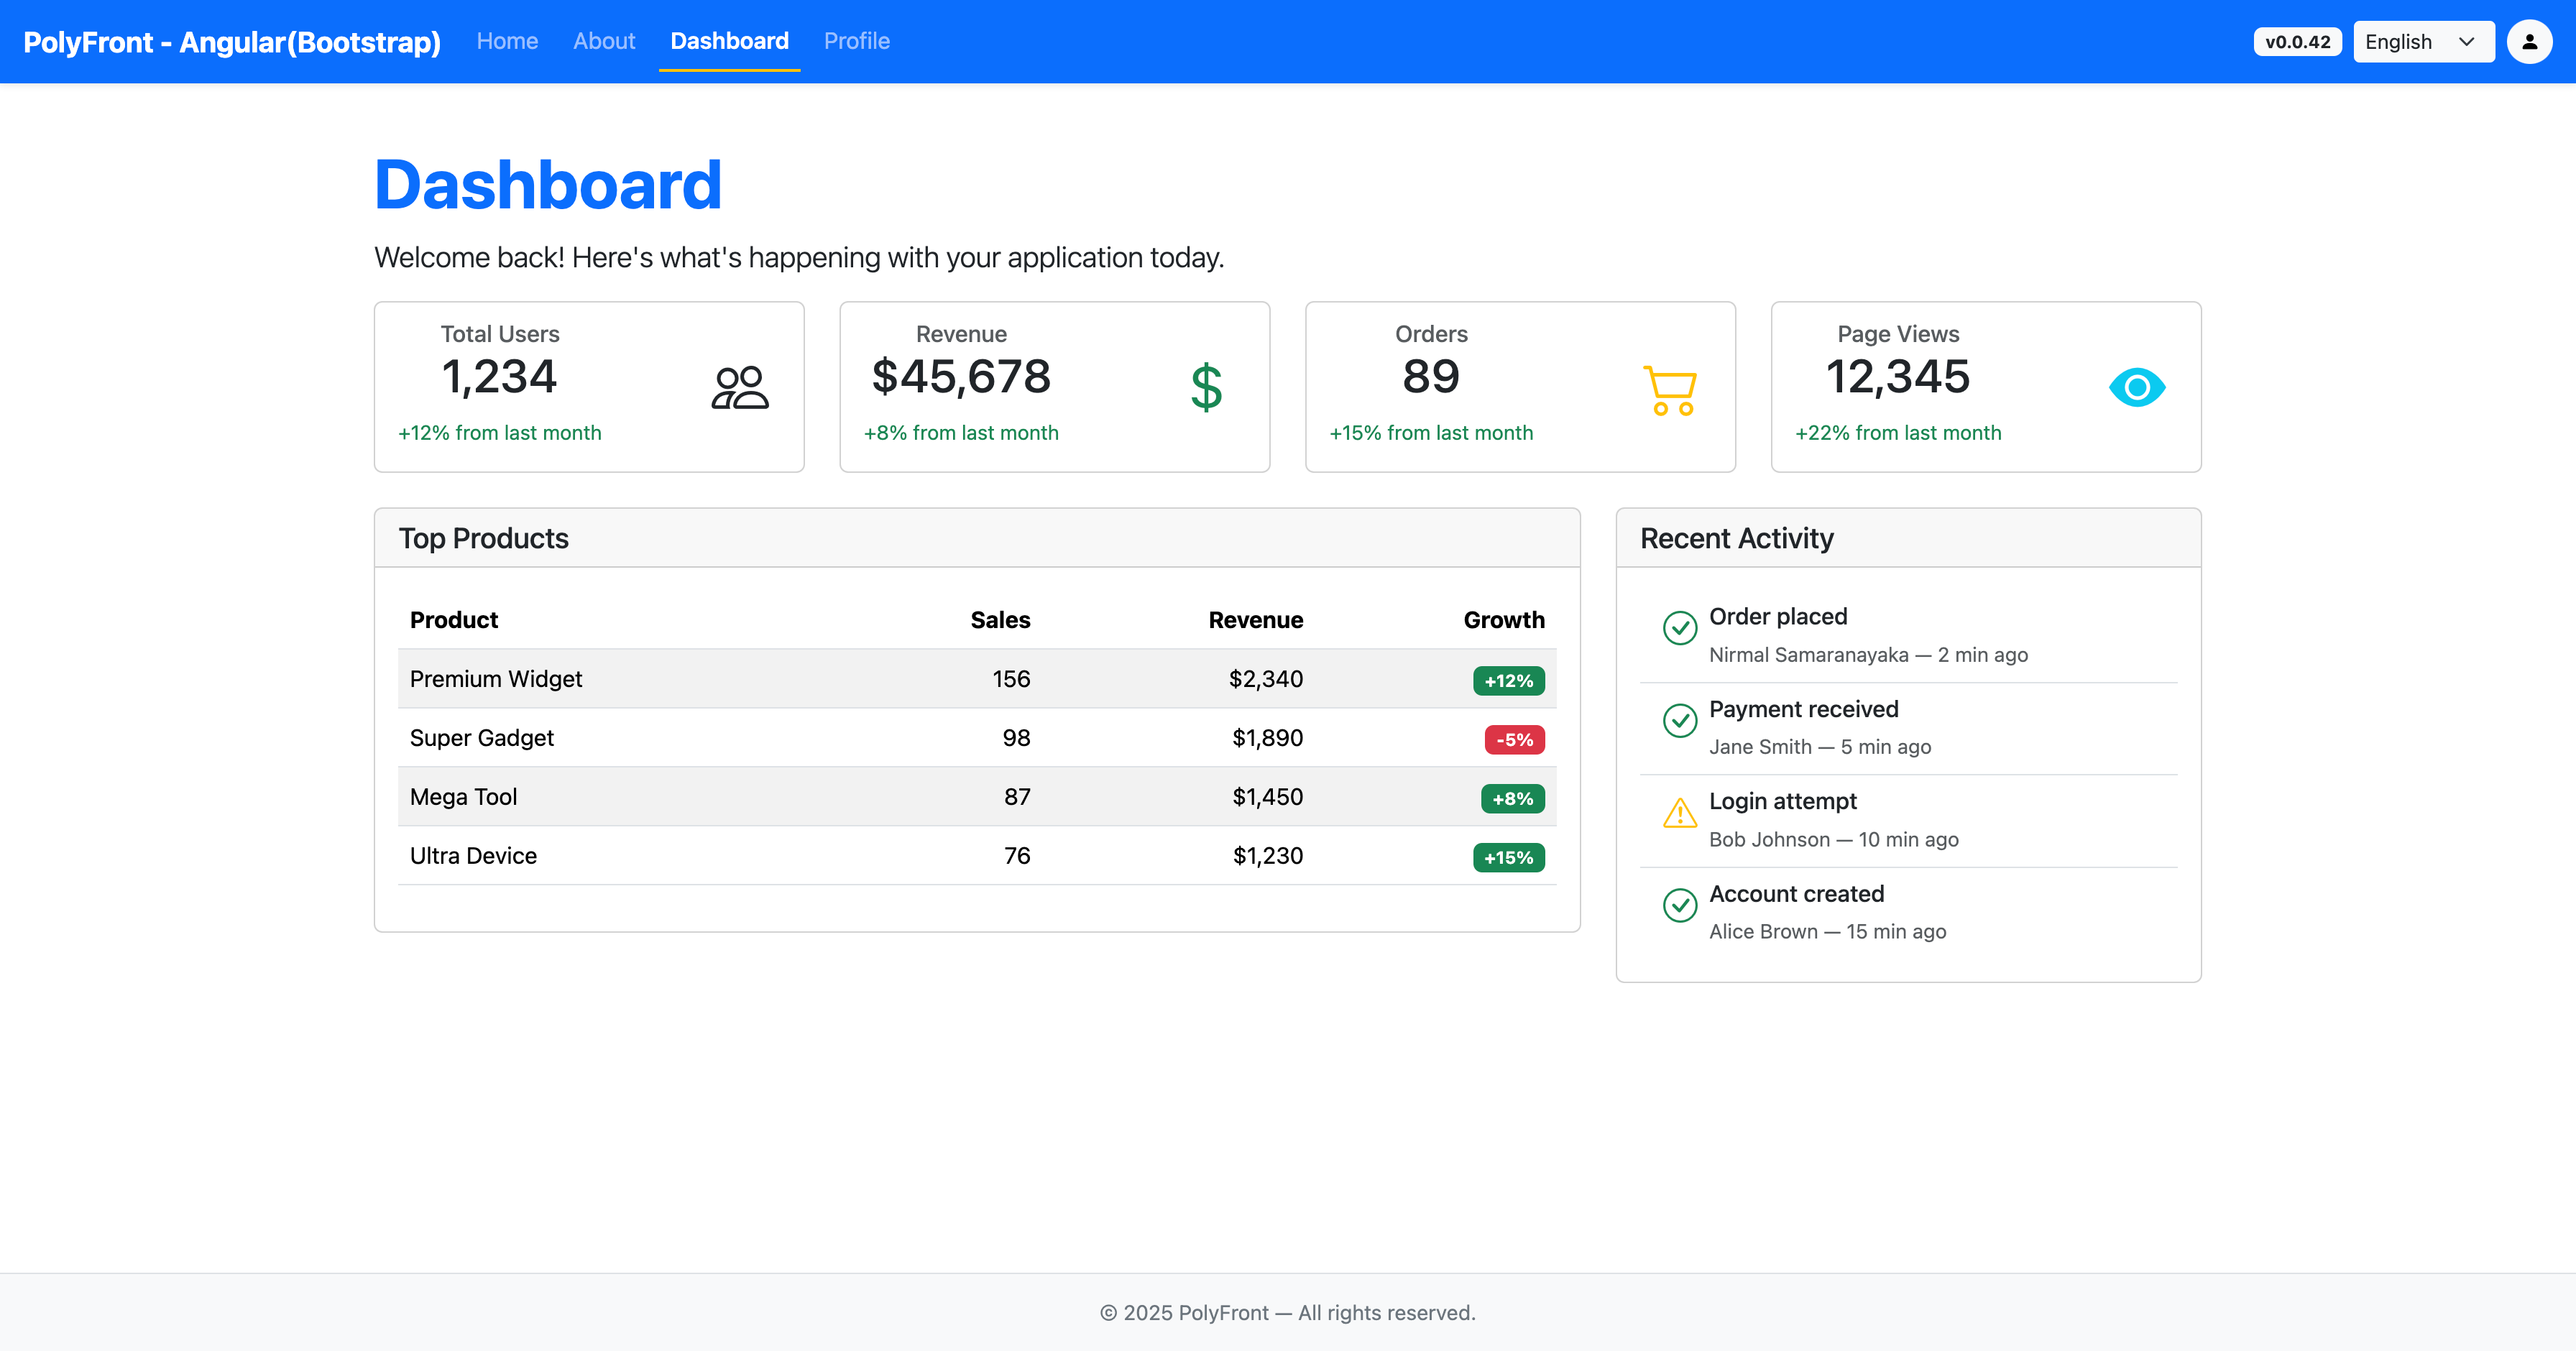 PolyFront - Angular(Bootstrap) Home About Dashboard Profile v0.0.42 English
Dashboard
Welcome back! Here's what's happening with your application today.
Total Users
1,234
+12% from last month
Revenue
$45,678
+8% from last month
Orders
89
+15% from last month
Page Views
12,345
+22% from last month
Top Products
Product Sales Revenue Growth
Premium Widget 156 $2,340 +12%
Super Gadget 98 $1,890 -5%
Mega Tool 87 $1,450 +8%
Ultra Device 76 $1,230 +15%
Recent Activity
Order placed
Nirmal Samaranayaka — 2 min ago
Payment received
Jane Smith — 5 min ago
Login attempt
Bob Johnson — 10 min ago
Account created
Alice Brown — 15 min ago
© 2025 PolyFront — All rights reserved.